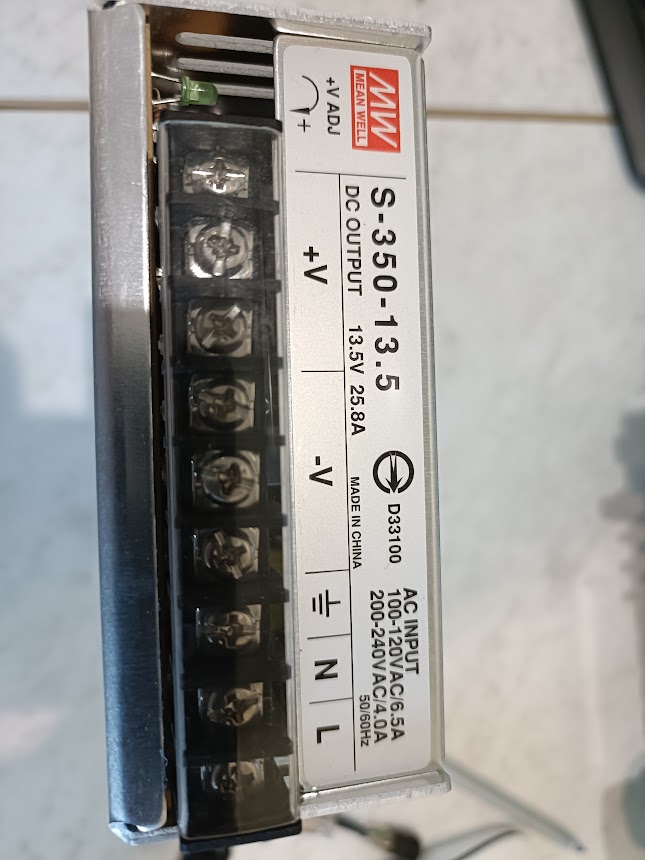 MW
MEAN WELL
+V ADJ
+
S-350-13.5
DC OUTPUT 13.5V 25.8A
MADE IN CHINA
D33100
AC INPUT
100-120VAC/6.5A
200-240VAC/4.0A
50/60Hz
+V
-V
N
L